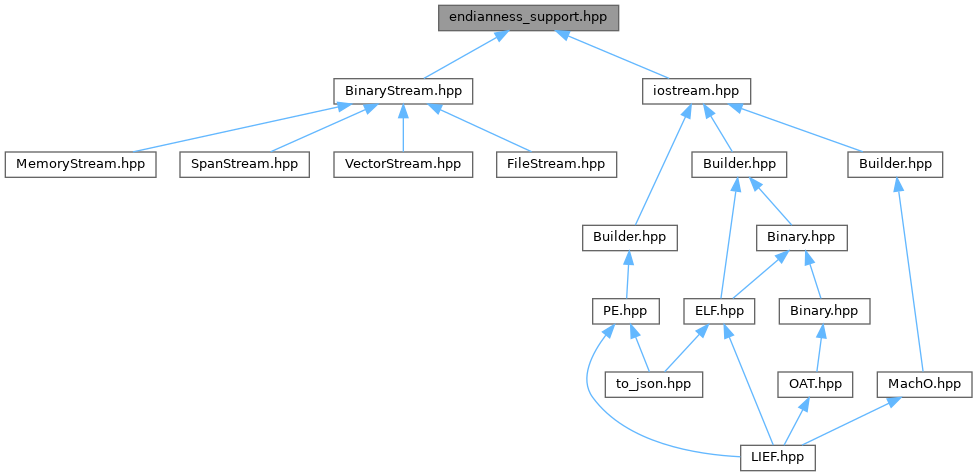 endianness_support.hpp
BinaryStream.hpp
iostream.hpp
MemoryStream.hpp
SpanStream.hpp
VectorStream.hpp
FileStream.hpp
Builder.hpp
Builder.hpp
Builder.hpp
Binary.hpp
PE.hpp
ELF.hpp
Binary.hpp
to_json.hpp
OAT.hpp
MachO.hpp
LIEF.hpp